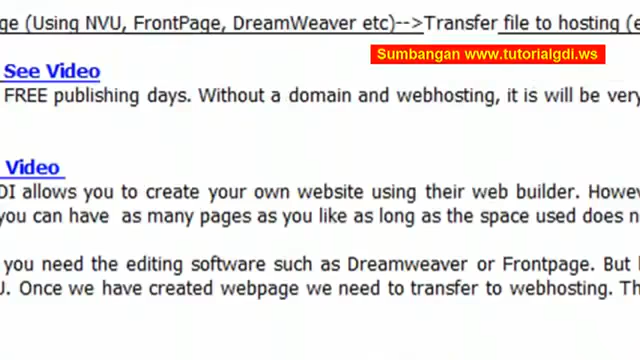 ge (Using NVU, FrontPage, DreamWeaver etc)-->Transfer file to hosting (e
Sumbangan www.tutorialgdi.ws
See Video
FREE publishing days. Without a domain and webhosting, it is will be very
Video
DI allows you to create your own website using their web builder. Howev
you can have as many pages as you like as long as the space used does n
you need the editing software such as Dreamweaver or Frontpage. But
U. Once we have created webpage we need to transfer to webhosting. Th